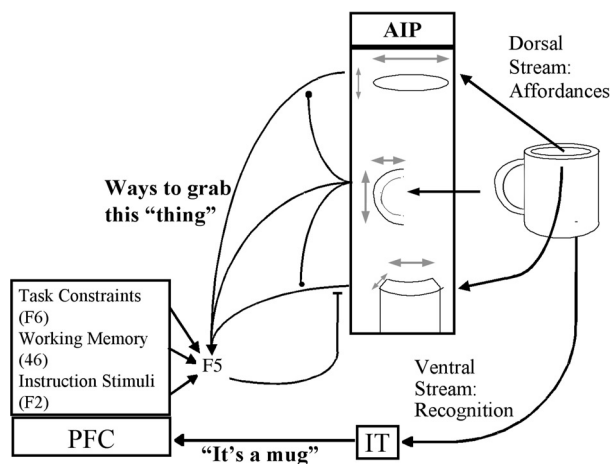 AIP
Dorsal
Stream:
Affordances
Ways to grab
this “thing”
Task Constraints
(F6)
Working Memory
(46)
Instruction Stimuli
(F2)
F5
Ventral
Stream:
Recognition
PFC
“It’s a mug”
IT